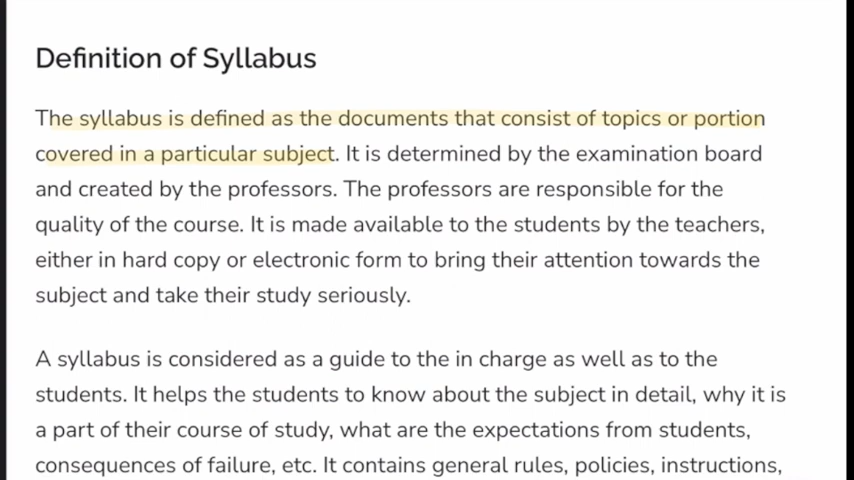 Definition of Syllabus
The syllabus is defined as the documents that consist of topics or portion
covered in a particular subject. It is determined by the examination board
and created by the professors. The professors are responsible for the
quality of the course. It is made available to the students by the teachers,
either in hard copy or electronic form to bring their attention towards the
subject and take their study seriously.
A syllabus is considered as a guide to the in charge as well as to the
students. It helps the students to know about the subject in detail, why it is
a part of their course of study, what are the expectations from students,
consequences of failure, etc. It contains general rules, policies, instructions,